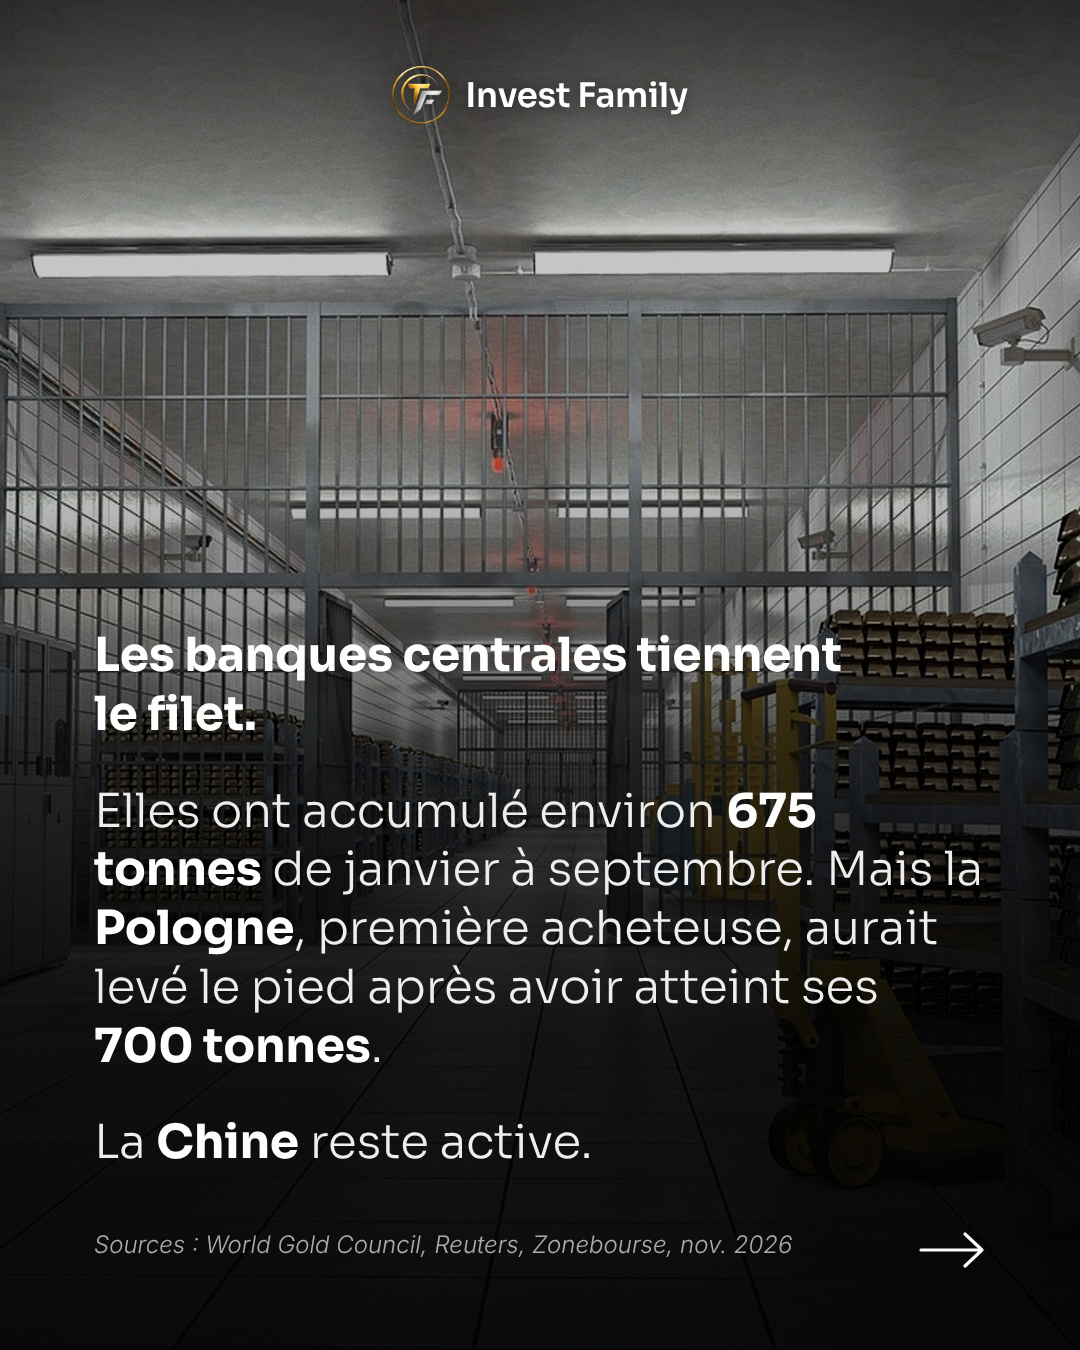 Invest Family
Les banques centrales tiennent
le filet.
Elles ont accumulé environ 675
tonnes de janvier à septembre. Mais la
Pologne, première acheteuse, aurait
levé le pied après avoir atteint ses
700 tonnes.
La Chine reste active.
Sources : World Gold Council, Reuters, Zonebourse, nov. 2026